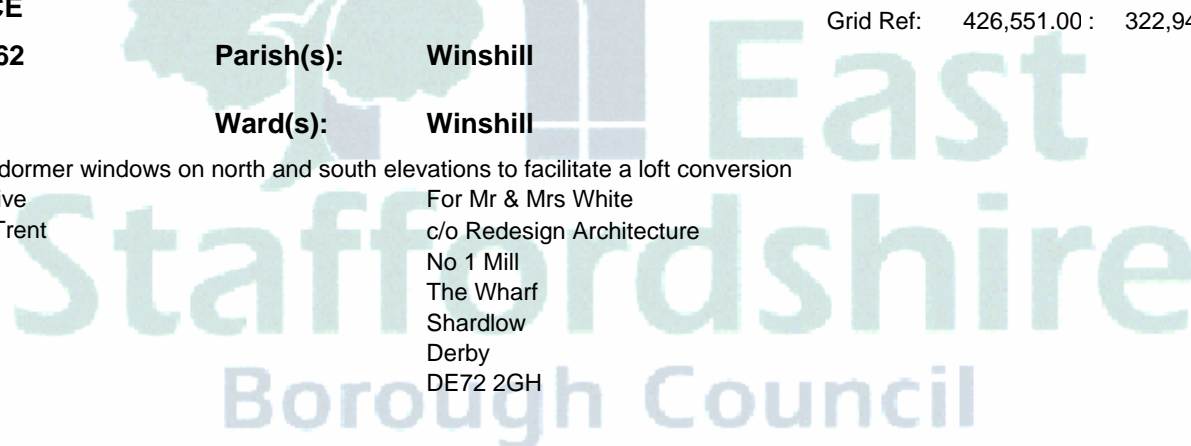 CE
Grid Ref: 426,551.00 : 322,94
62 Parish(s): Winshill
Ward(s): Winshill
dormer windows on north and south elevations to facilitate a loft conversion
ive For Mr & Mrs White
Trent c/o Redesign Architecture
No 1 Mill
The Wharf
Shardlow
Derby
DE72 2GH
East
Staffordshire
Borough Council